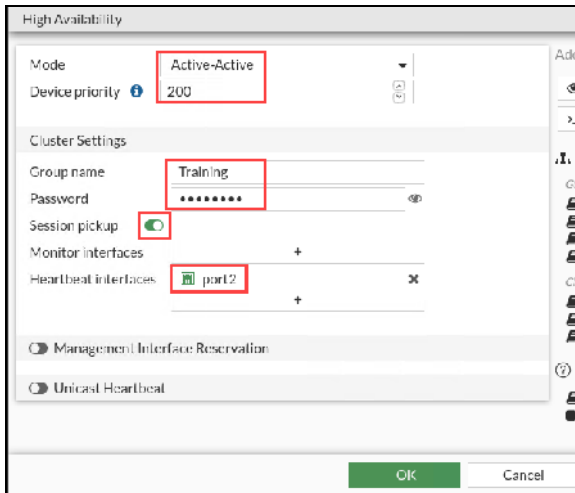 High Availability
Mode Active-Active
Device priority 200
Cluster Settings
Group name Training
Password ••••••••
Session pickup
Monitor interfaces +
Heartbeat interfaces port2 ×
+
Management Interface Reservation
Unicast Heartbeat
OK Cancel